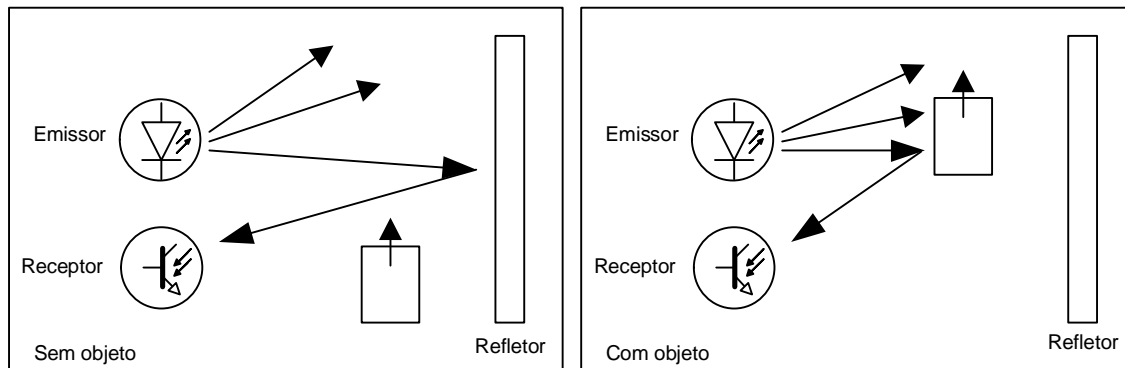 Emissor
Receptor
Refletor
Sem objeto
Emissor
Receptor
Refletor
Com objeto